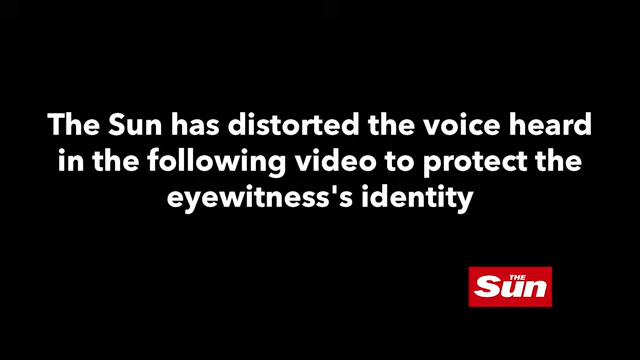 The Sun has distorted the voice heard
in the following video to protect the
eyewitness's identity
THE
Sun